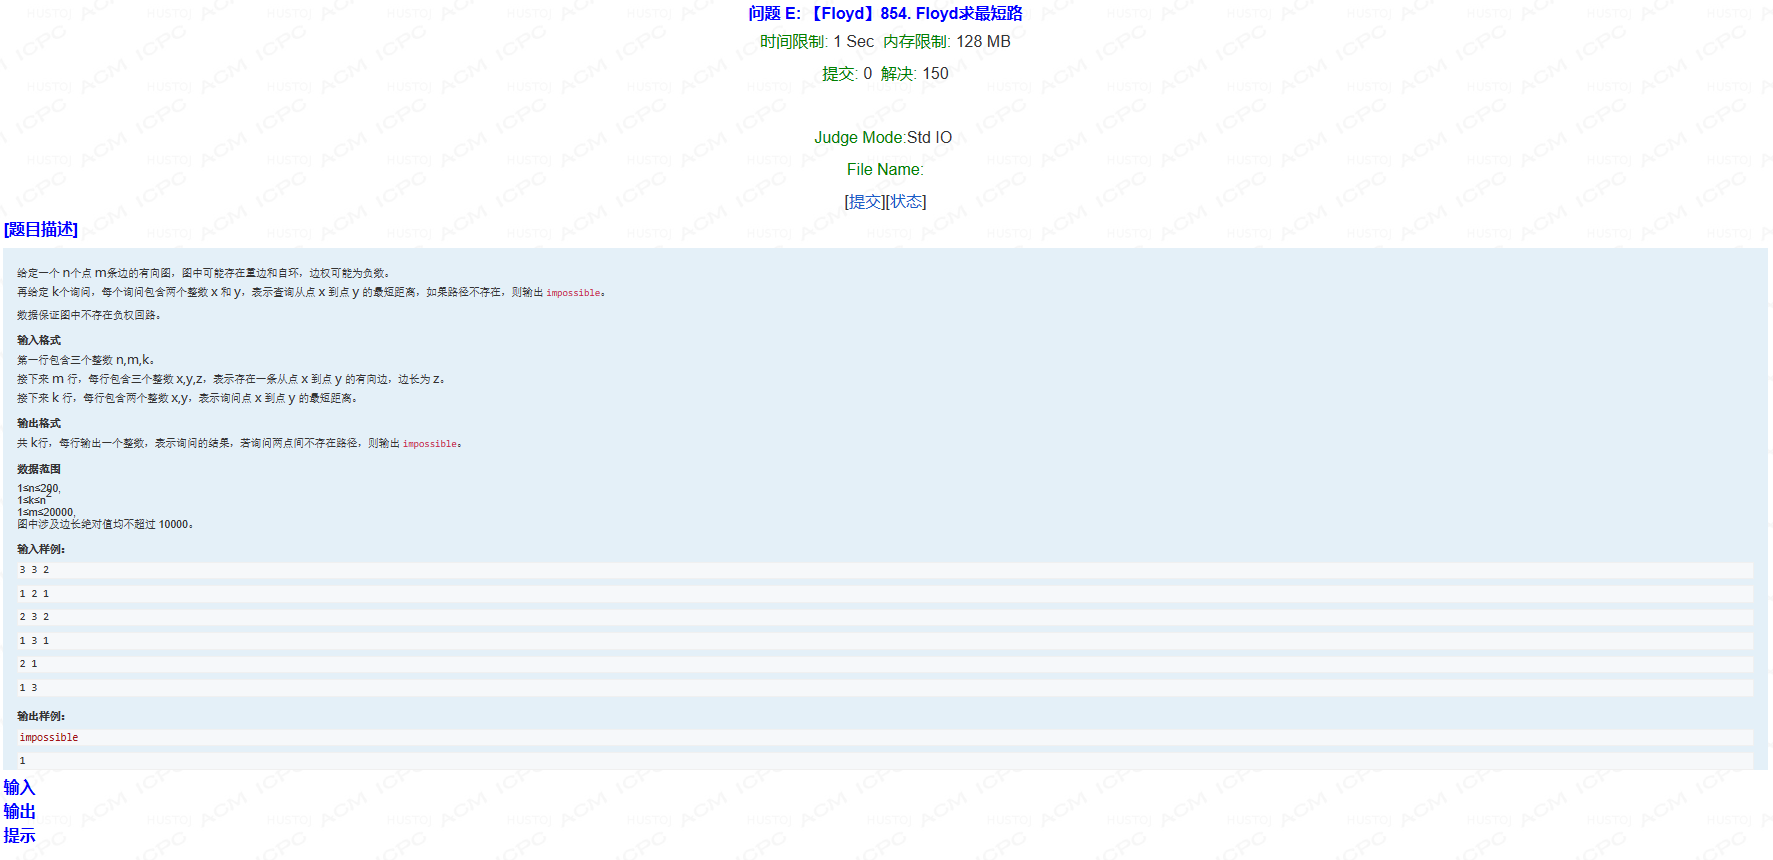 问题 E: 【Floyd】854. Floyd求最短路
时间限制: 1 Sec 内存限制: 128 MB
提交: 0 解决: 150
Judge Mode:Std IO
File Name:
[提交][状态]
[题目描述]
给定一个 n个点 m条边的有向图，图中可能存在重边和自环，边权可能为负数。
再给定 k个询问，每个询问包含两个整数 x 和 y，表示查询从点 x 到点 y 的最短距离，如果路径不存在，则输出 impossible。
数据保证图中不存在负权回路。
输入格式
第一行包含三个整数 n,m,k。
接下来 m 行，每行包含三个整数 x,y,z，表示存在一条从点 x 到点 y 的有向边，边长为 z。
接下来 k 行，每行包含两个整数 x,y，表示询问点 x 到点 y 的最短距离。
输出格式
共 k行，每行输出一个整数，表示询问的结果，若询问两点间不存在路径，则输出 impossible。
数据范围
1≤n≤200,
1≤k≤n²
1≤m≤20000,
图中涉及边长绝对值均不超过 10000。
输入样例：
3 3 2
1 2 1
2 3 2
1 3 1
2 1
1 3
输出样例：
impossible
1
输入
输出
提示